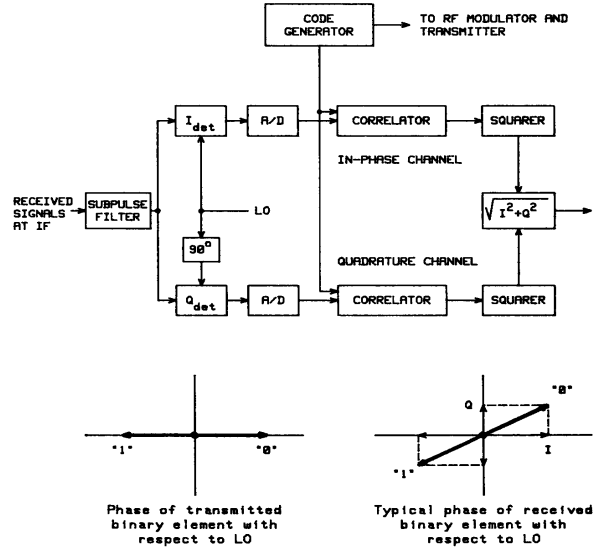 CODE
GENERATOR
TO RF MODULATOR AND
TRANSMITTER
I det
A/D
CORRELATOR
SQUARER
IN-PHASE CHANNEL
RECEIVED
SIGNALS
AT IF
SUBPULSE
FILTER
LO
√I²+Q²
90°
QUADRATURE CHANNEL
Q det
A/D
CORRELATOR
SQUARER
"1"
"0"
Q
"0"
I
"1"
Phase of transmitted
binary element with
respect to LO
Typical phase of received
binary element with
respect to LO